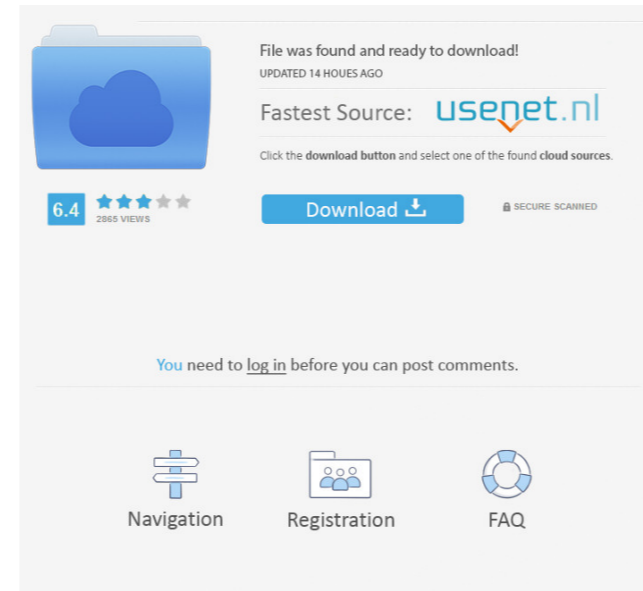 File was found and ready to download!
UPDATED 14 HOUES AGO
Fastest Source: usenet.nl
Click the download button and select one of the found cloud sources.
6.4
2865 VIEWS
Download
SECURE SCANNED
You need to log in before you can post comments.
Navigation
Registration
FAQ